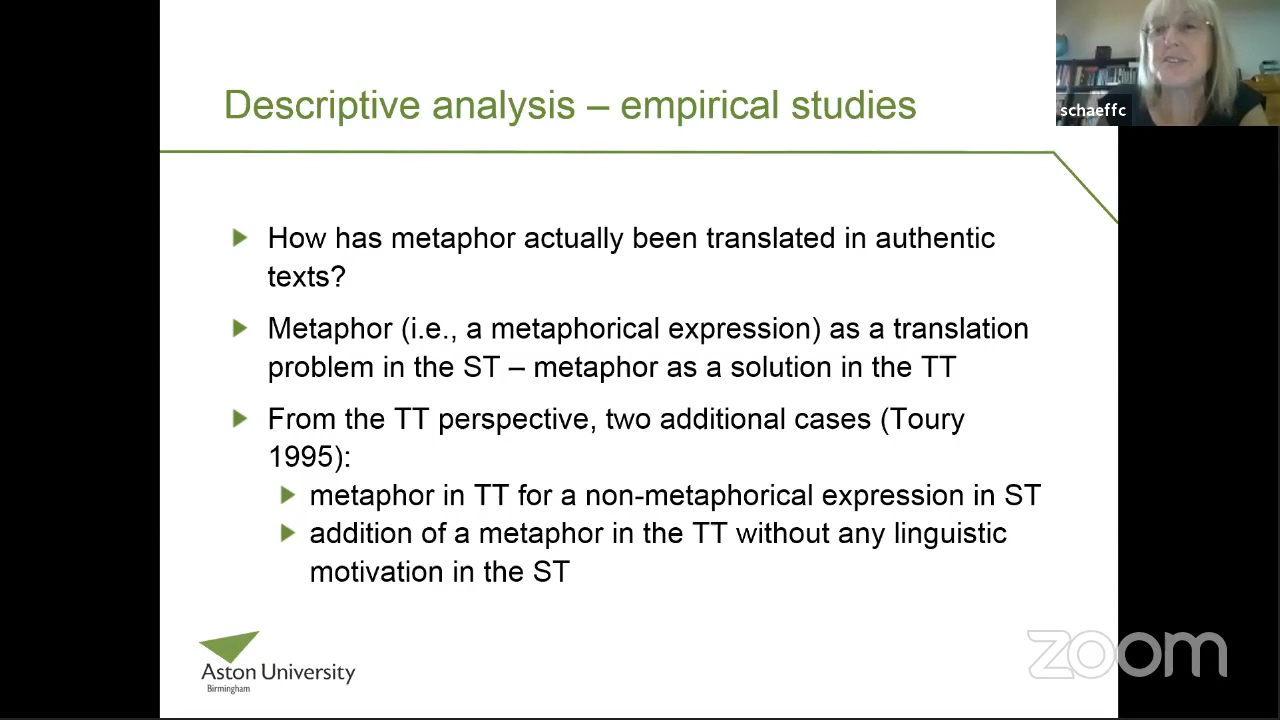 Descriptive analysis – empirical studies
schaeffc
How has metaphor actually been translated in authentic
texts?
Metaphor (i.e., a metaphorical expression) as a translation
problem in the ST – metaphor as a solution in the TT
From the TT perspective, two additional cases (Toury
1995):
metaphor in TT for a non-metaphorical expression in ST
addition of a metaphor in the TT without any linguistic
motivation in the ST
Aston University
Birmingham
zoom